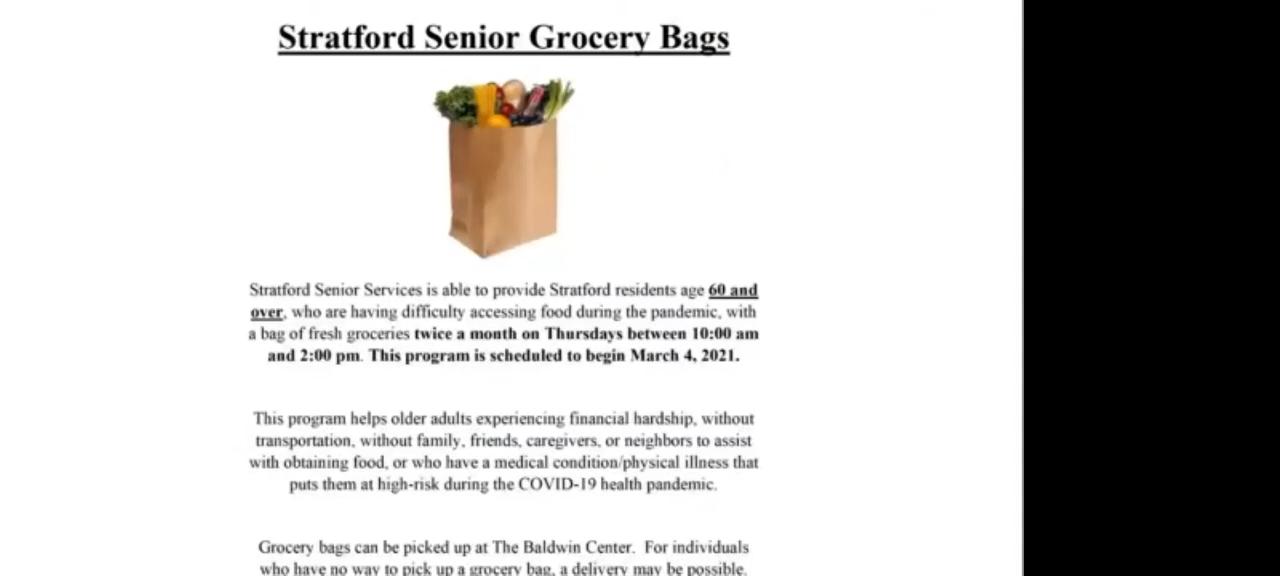 Stratford Senior Grocery Bags
Stratford Senior Services is able to provide Stratford residents age 60 and
over, who are having difficulty accessing food during the pandemic, with
a bag of fresh groceries twice a month on Thursdays between 10:00 am
and 2:00 pm. This program is scheduled to begin March 4, 2021.
This program helps older adults experiencing financial hardship, without
transportation, without family, friends, caregivers, or neighbors to assist
with obtaining food, or who have a medical condition/physical illness that
puts them at high-risk during the COVID-19 health pandemic.
Grocery bags can be picked up at The Baldwin Center. For individuals
who have no way to pick up a grocery bag, a delivery may be possible.